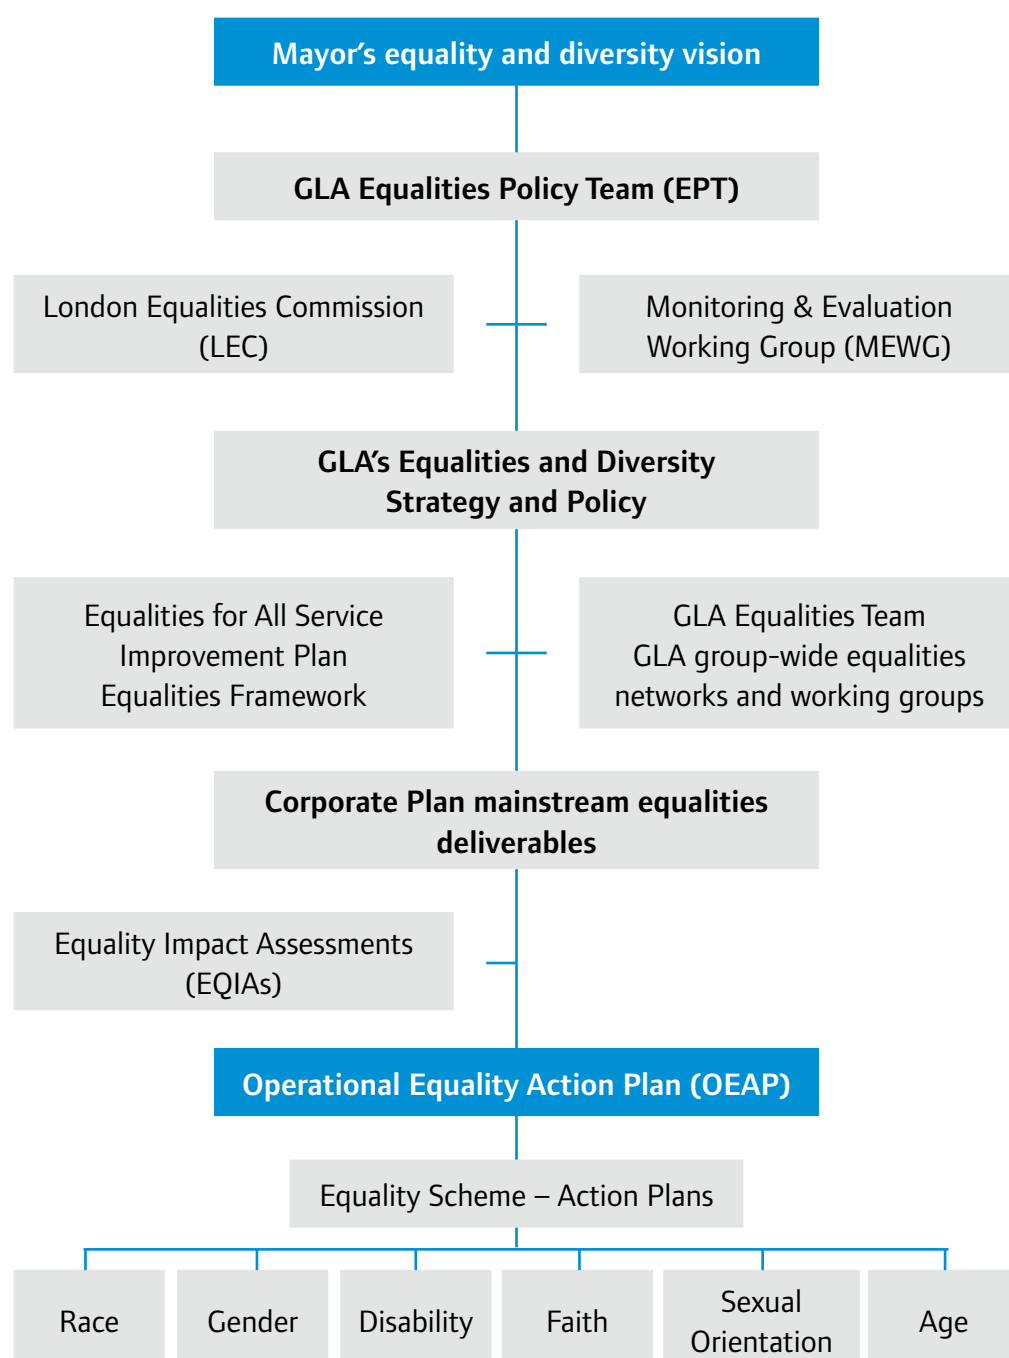 Mayor’s equality and diversity vision
GLA Equalities Policy Team (EPT)
London Equalities Commission
(LEC)
Monitoring & Evaluation
Working Group (MEWG)
GLA’s Equalities and Diversity
Strategy and Policy
Equalities for All Service
Improvement Plan
Equalities Framework
GLA Equalities Team
GLA group-wide equalities
networks and working groups
Corporate Plan mainstream equalities
deliverables
Equality Impact Assessments
(EQIAs)
Operational Equality Action Plan (OEAP)
Equality Scheme – Action Plans
Race
Gender
Disability
Faith
Sexual
Orientation
Age